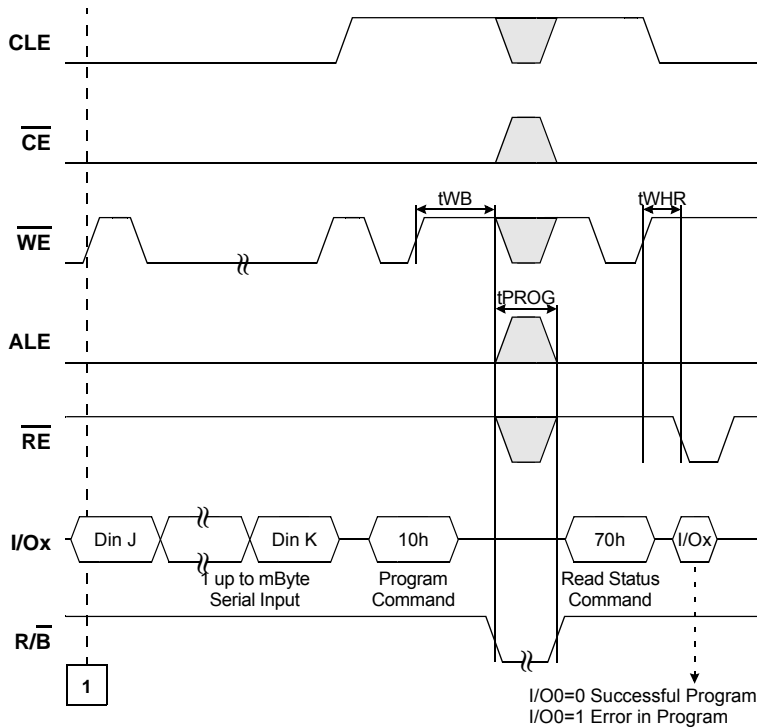 CLE
CE
tWB
tWHR
WE
tPROG
ALE
RE
I/Ox
Din J
Din K
10h
70h
I/Ox
1 up to mByte
Serial Input
Program
Command
Read Status
Command
R/B
1
I/O0=0 Successful Program
I/O0=1 Error in Program